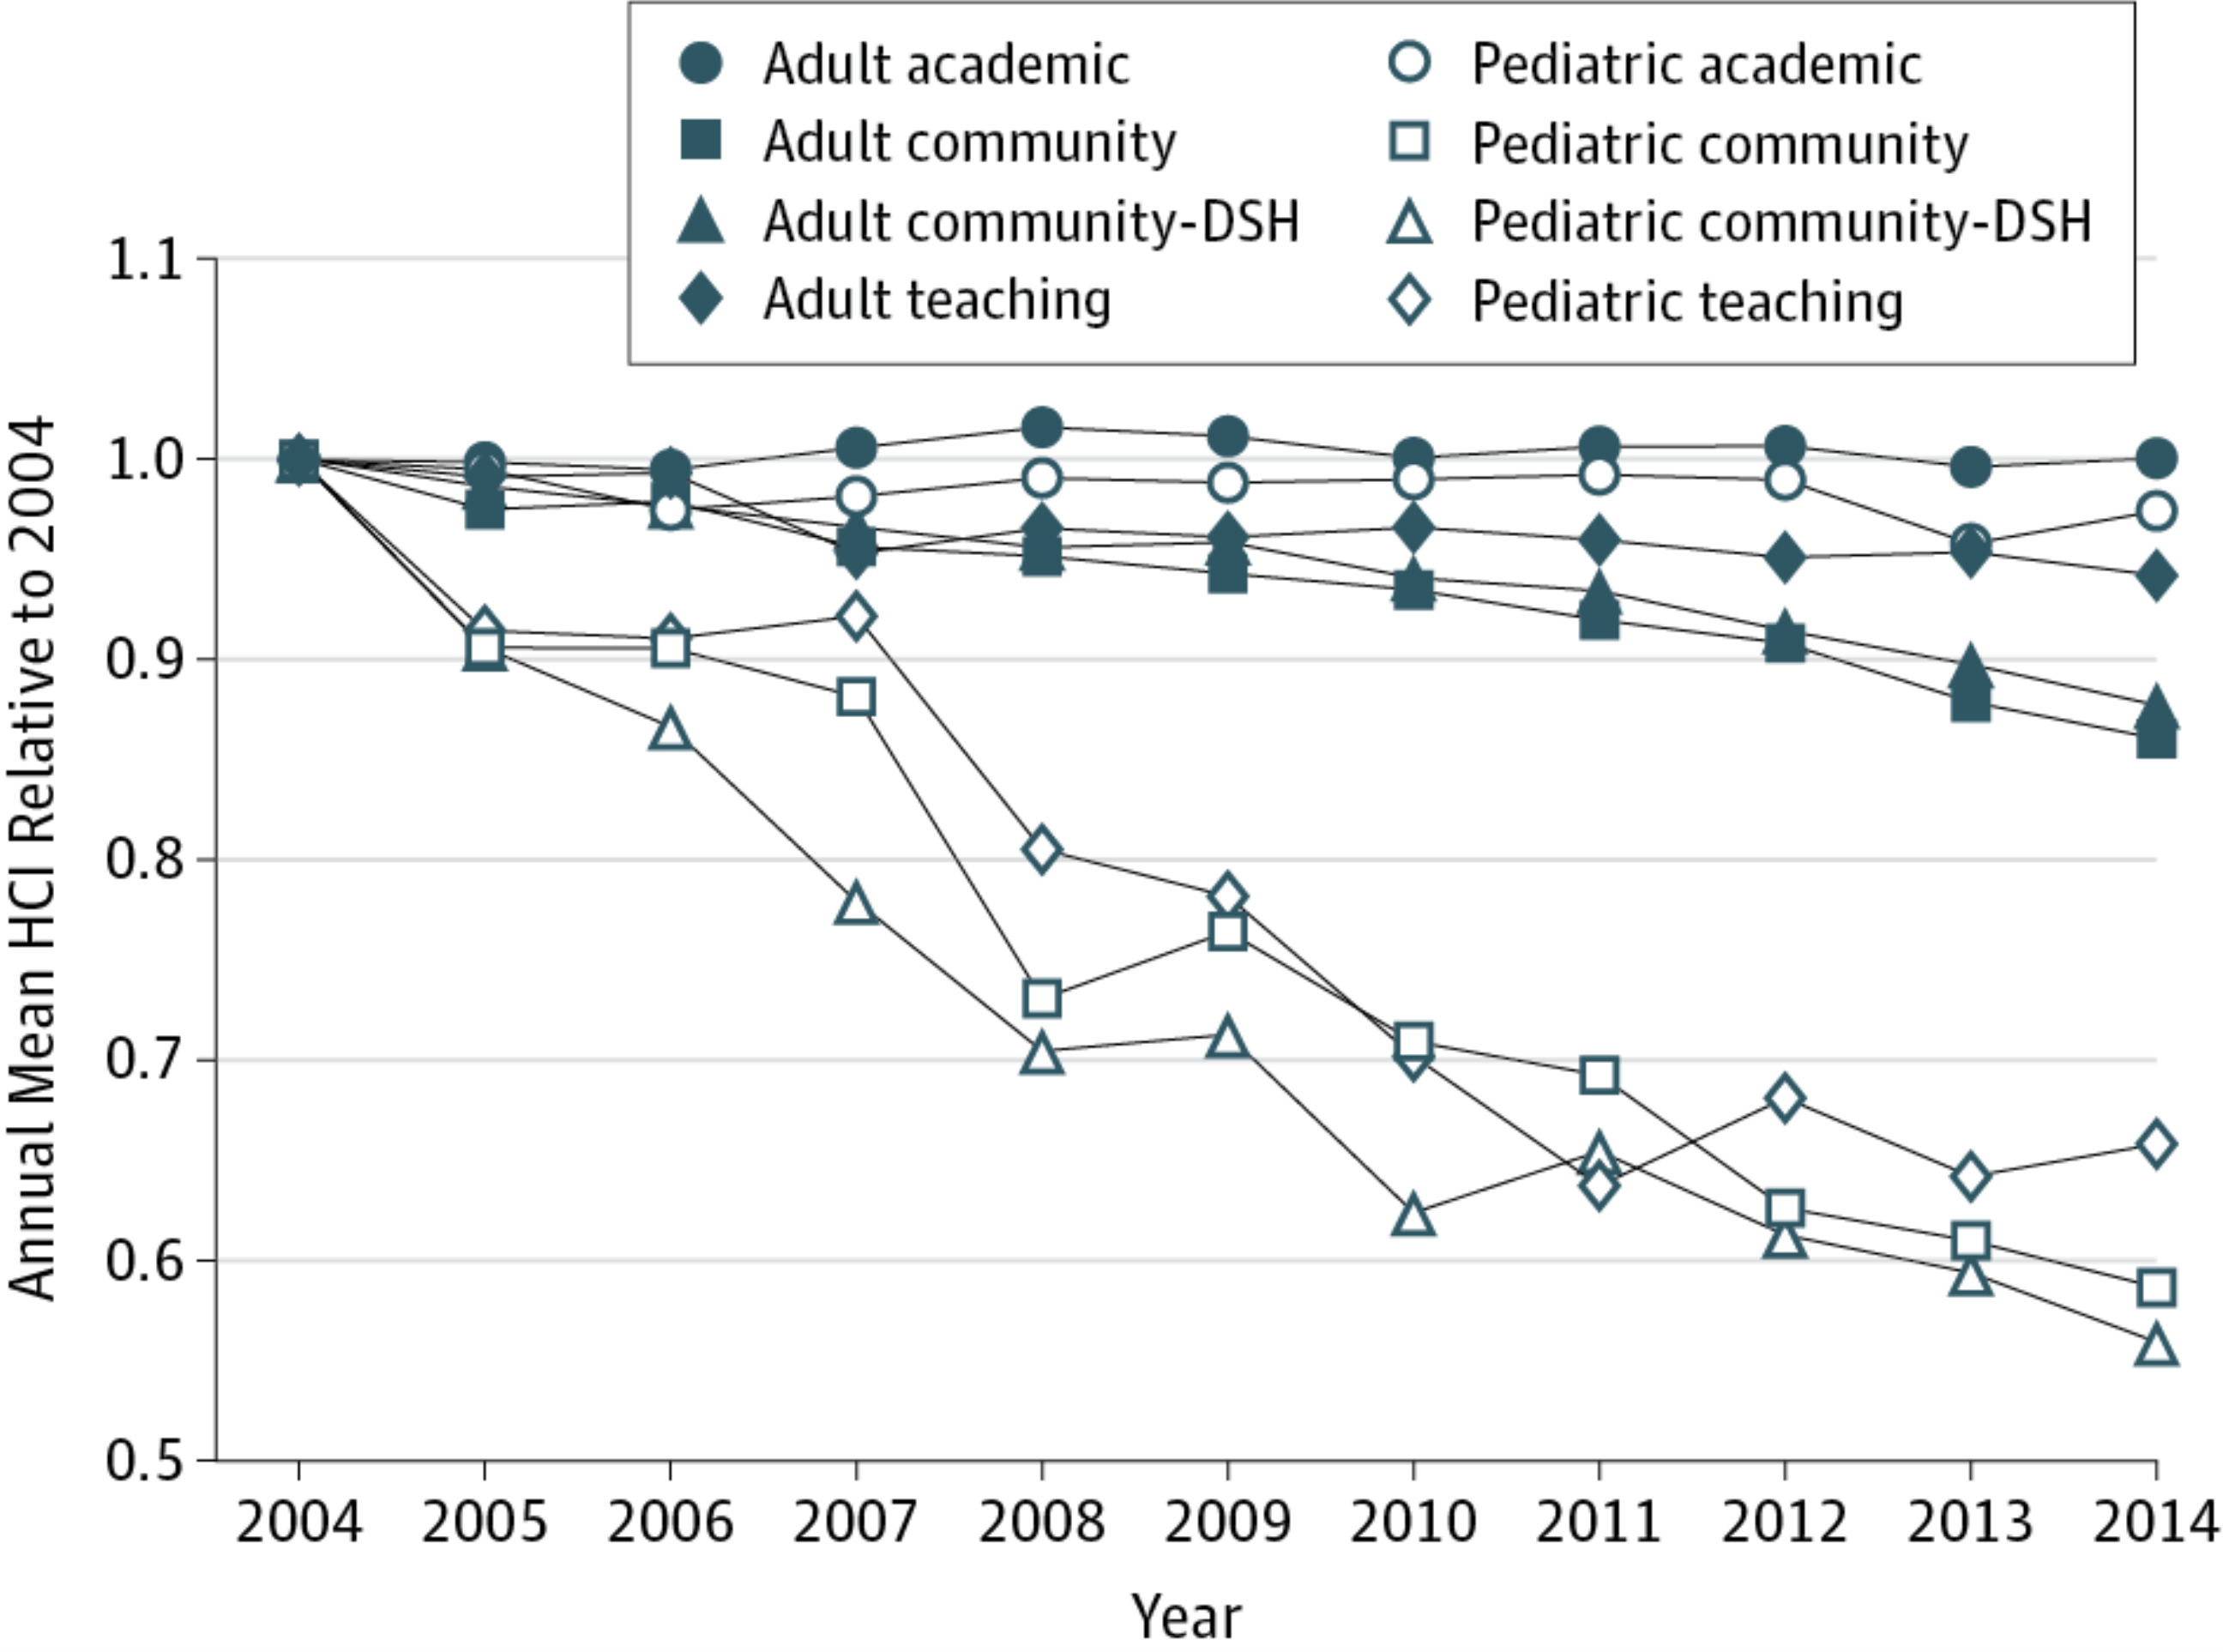 Adult academic
Adult community
Adult community-DSH
Adult teaching
Pediatric academic
Pediatric community
Pediatric community-DSH
Pediatric teaching
Annual Mean HCI Relative to 2004
1.1
1.0
0.9
0.8
0.7
0.6
0.5
2004 2005 2006 2007 2008 2009 2010 2011 2012 2013 2014
Year